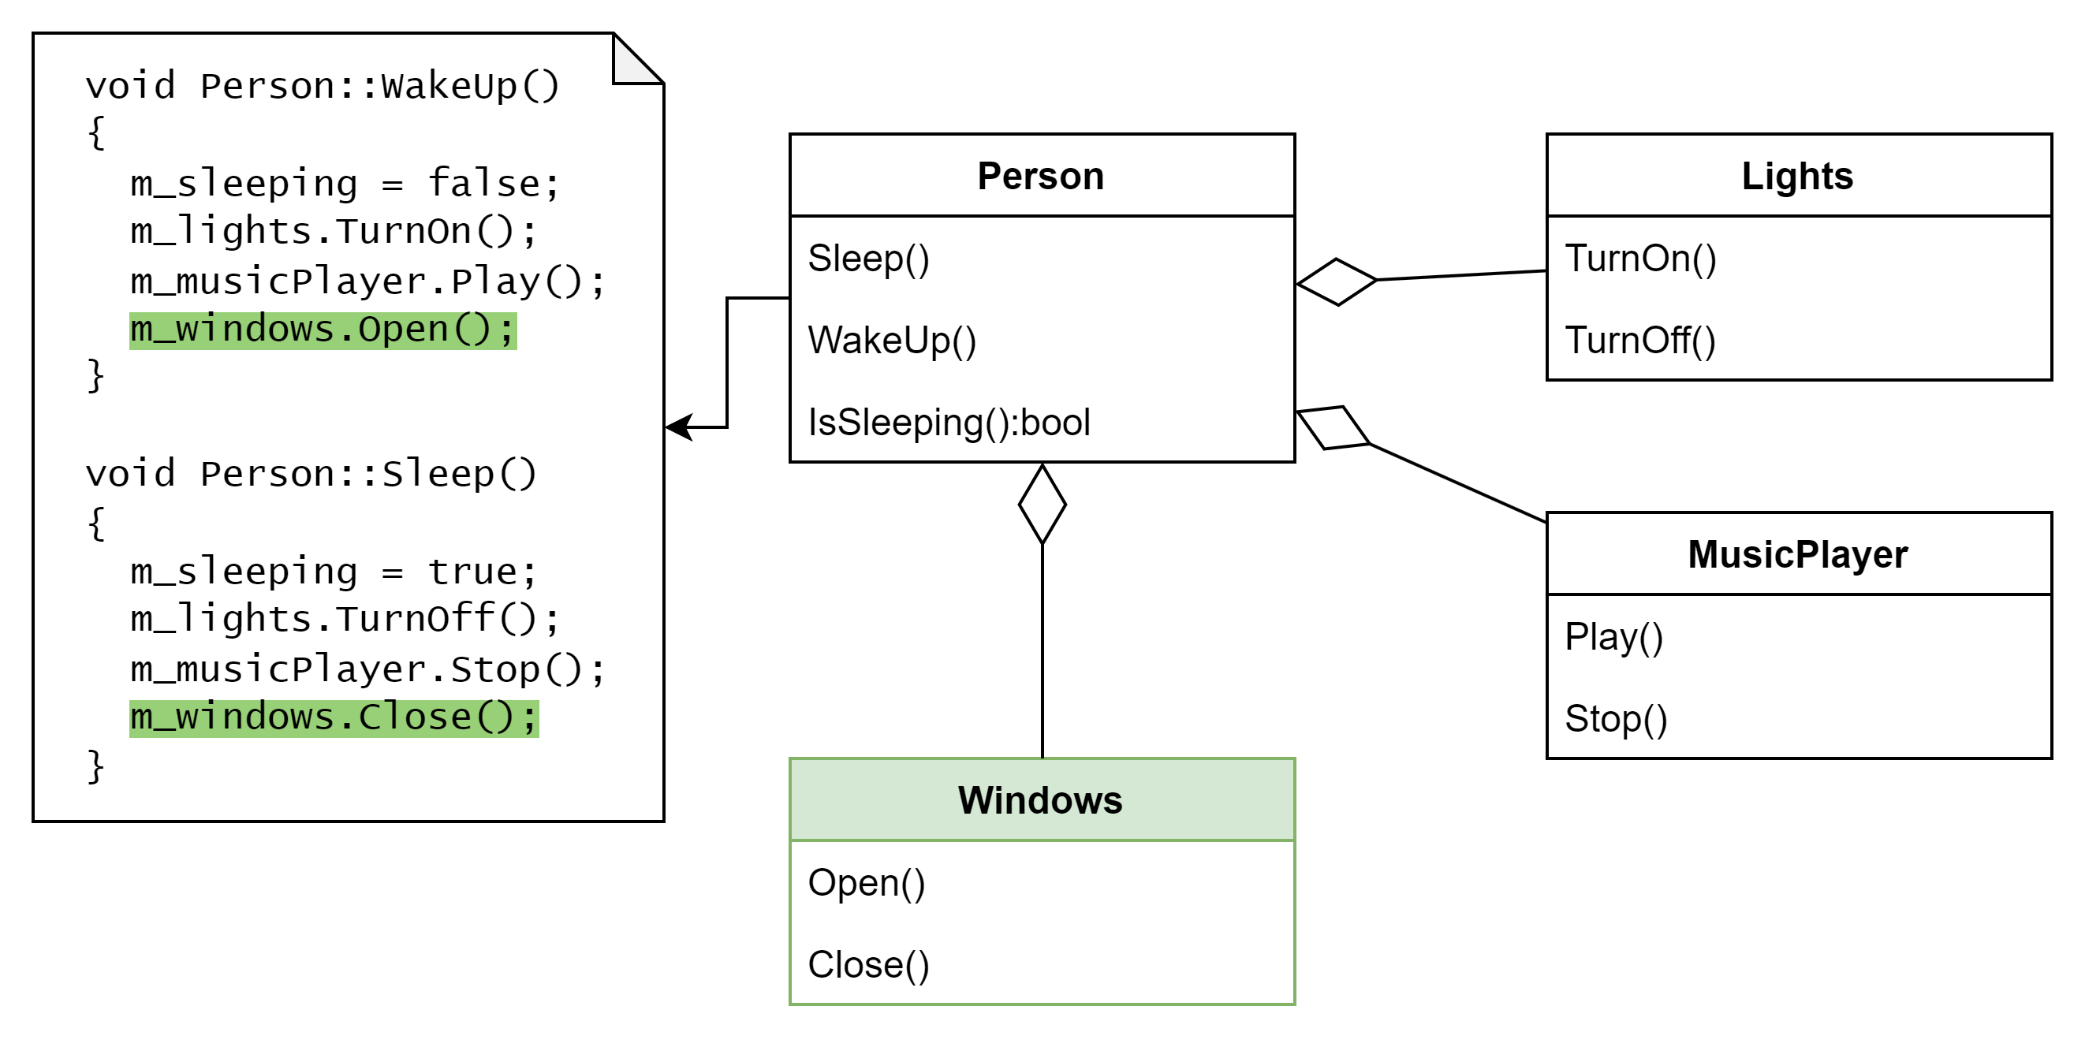 void Person::WakeUp()
{
  m_sleeping = false;
  m_lights.TurnOn();
  m_musicPlayer.Play();
  m_windows.Open();
}
void Person::Sleep()
{
  m_sleeping = true;
  m_lights.TurnOff();
  m_musicPlayer.Stop();
  m_windows.Close();
}
Person
Sleep()
WakeUp()
IsSleeping():bool
Lights
TurnOn()
TurnOff()
MusicPlayer
Play()
Stop()
Windows
Open()
Close()